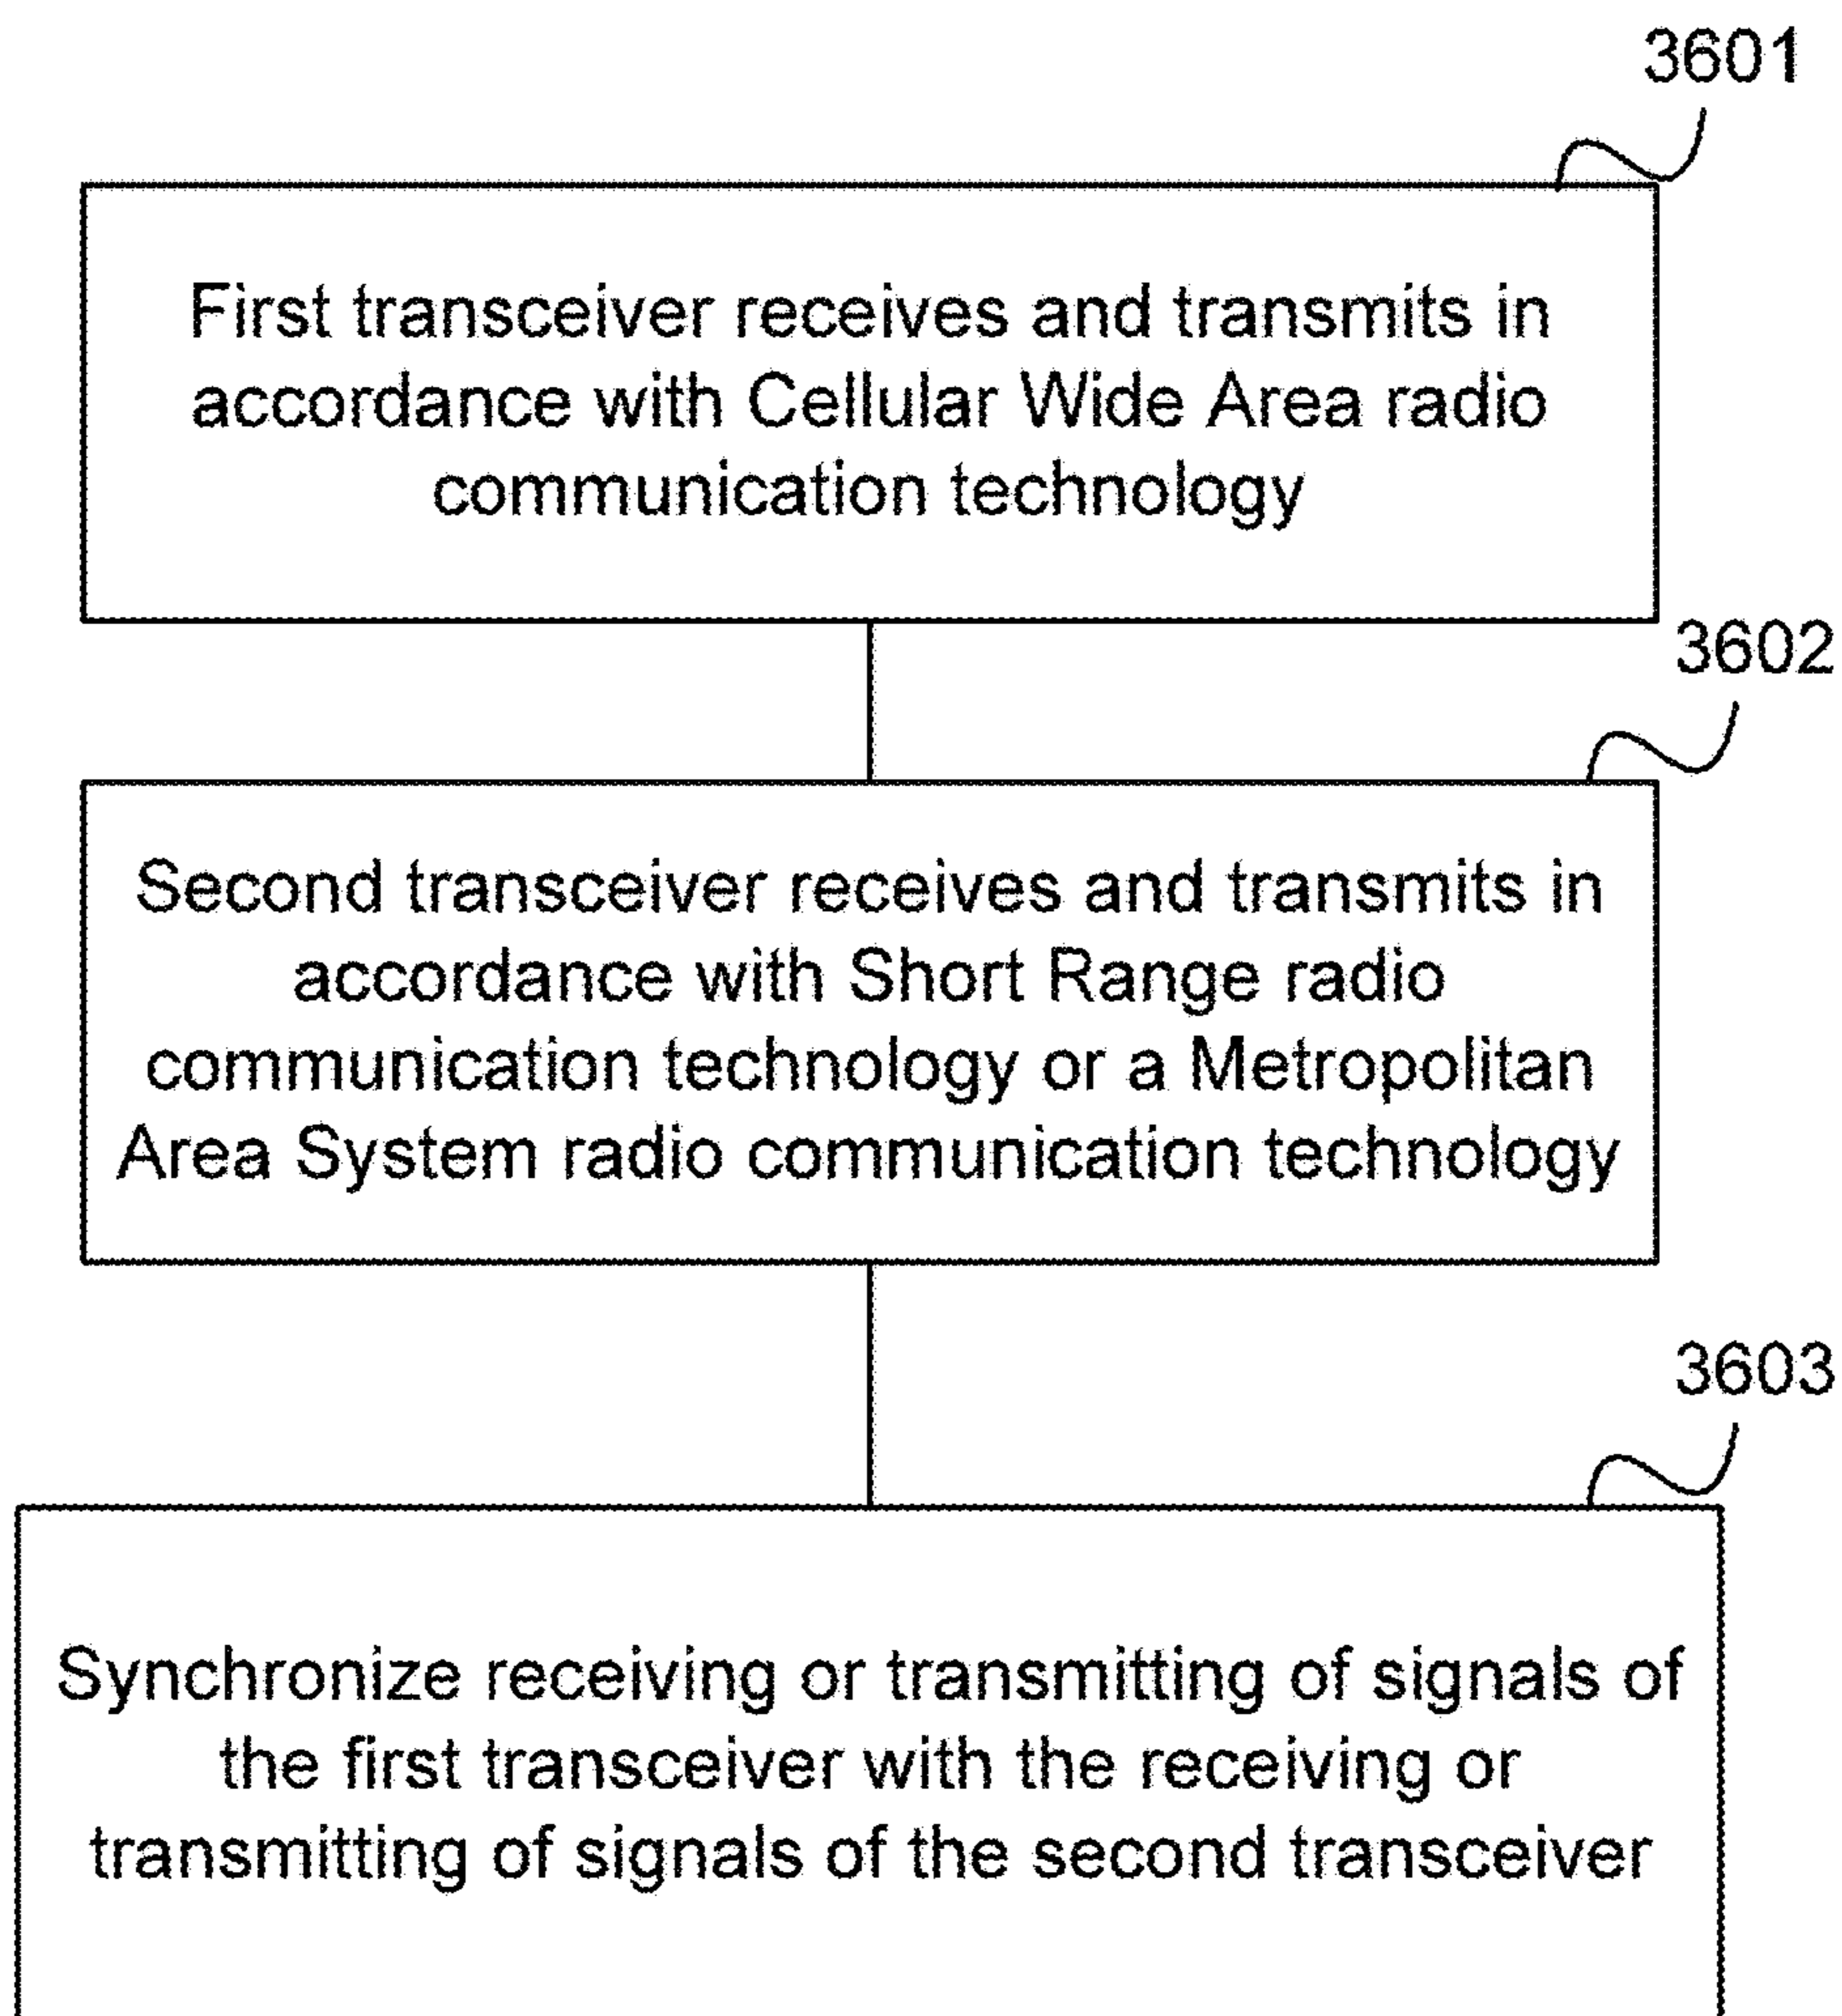 3601
First transceiver receives and transmits in
accordance with Cellular Wide Area radio
communication technology
3602
Second transceiver receives and transmits in
accordance with Short Range radio
communication technology or a Metropolitan
Area System radio communication technology
3603
Synchronize receiving or transmitting of signals of
the first transceiver with the receiving or
transmitting of signals of the second transceiver